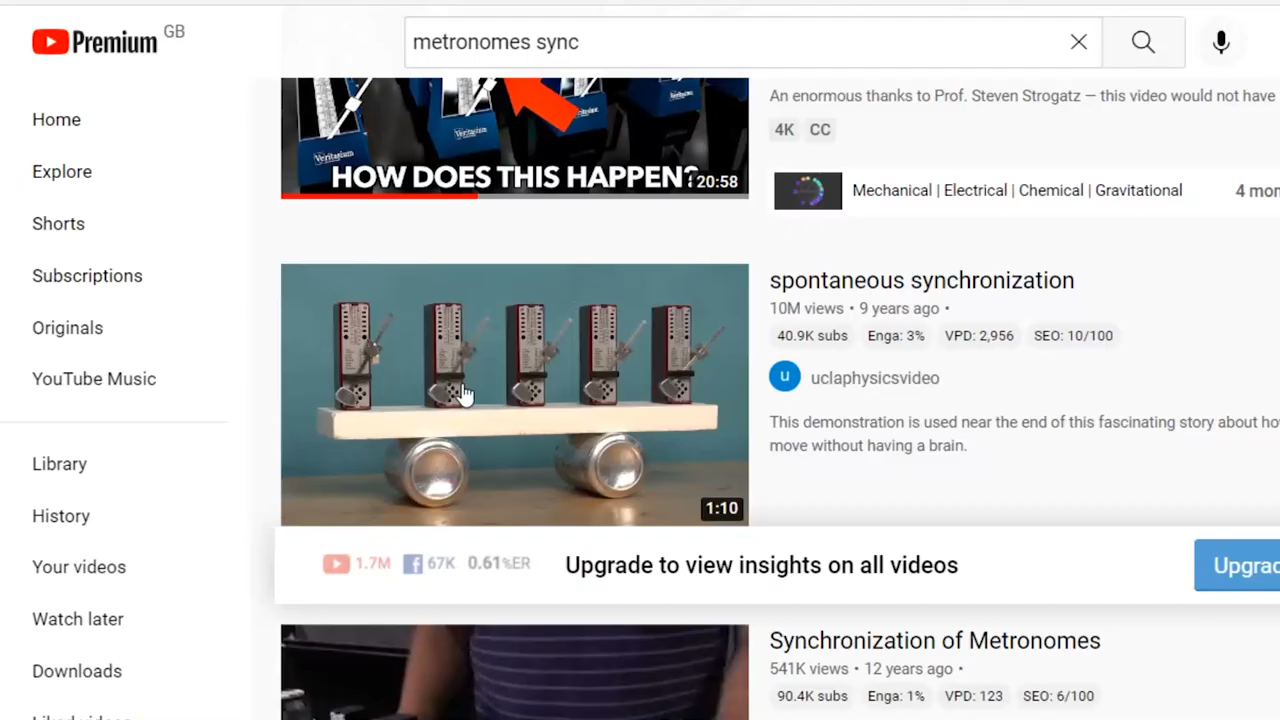 Premium GB
metronomes sync
Home
Explore
Shorts
Subscriptions
Originals
YouTube Music
Library
History
Your videos
Watch later
Downloads
Veritasium
Veritasium
Veritasium
HOW DOES THIS HAPPEN?
20:58
An enormous thanks to Prof. Steven Strogatz — this video would not have
4K CC
Mechanical | Electrical | Chemical | Gravitational 4
spontaneous synchronization
10M views • 9 years ago •
40.9K subs Enga: 3% VPD: 2,956 SEO: 10/100
u uclaphysicsvideo
This demonstration is used near the end of this fascinating story about
move without having a brain.
1:10
1.7M 67K 0.61%ER Upgrade to view insights on all videos
Synchronization of Metronomes
541K views • 12 years ago •
90.4K subs Enga: 1% VPD: 123 SEO: 6/100